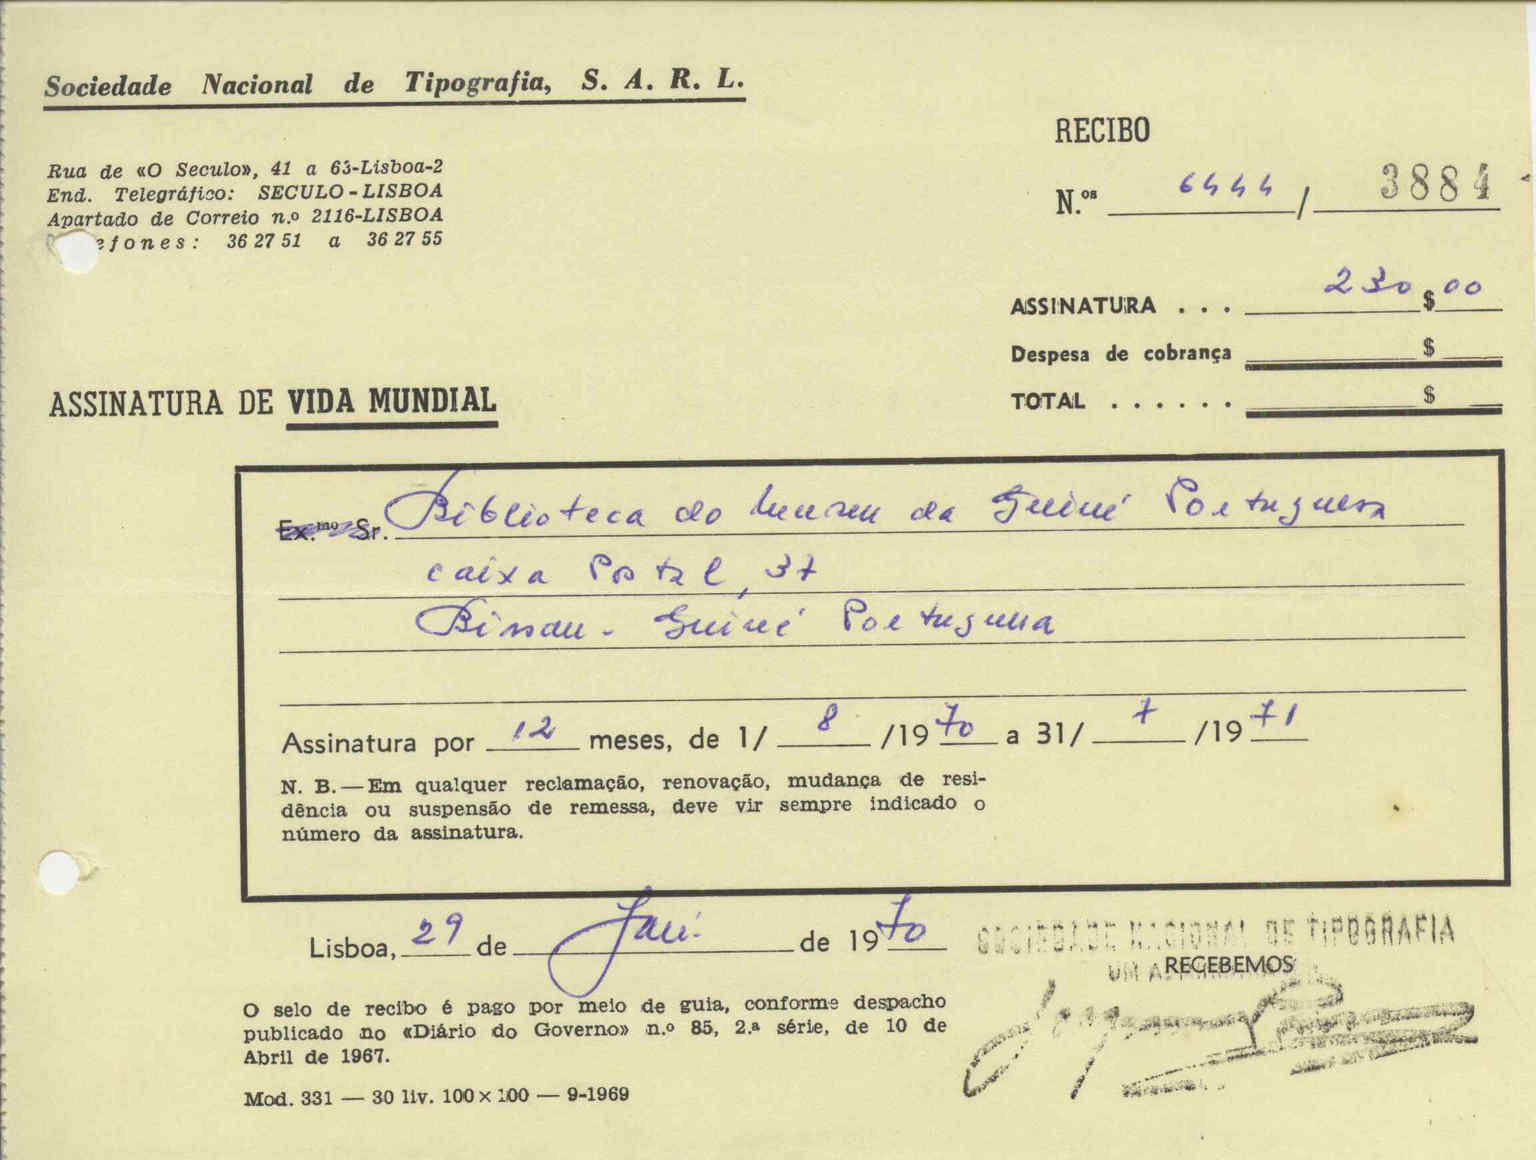 Sociedade Nacional de Tipografia, S. A. R. L.
Rua de «O Seculo», 41 a 63-Lisboa-2
End. Telegráfico: SECULO-LISBOA
Apartado de Correio n.º 2116-LISBOA
efones: 36 27 51 a 36 27 55
RECIBO
N.os 6444 / 3884
ASSINATURA . . . 230$00
Despesa de cobrança $
TOTAL . . . . . . $
ASSINATURA DE VIDA MUNDIAL
Ex.mo Sr. Biblioteca do Museu da Guiné Portuguesa
caixa Postal, 37
Bissau - Guiné Portuguesa
Assinatura por 12 meses, de 1/ 8 /1970 a 31/ 7 /1971
N. B. — Em qualquer reclamação, renovação, mudança de resi-
dência ou suspensão de remessa, deve vir sempre indicado o
número da assinatura.
Lisboa, 29 de de 1970
SOCIEDADE NACIONAL DE TIPOGRAFIA
UM
RECEBEMOS
O selo de recibo é pago por meio de guia, conforme despacho
publicado no «Diário do Governo» n.º 85, 2.ª série, de 10 de
Abril de 1967.
Mod. 331 — 30 liv. 100 × 100 — 9-1969